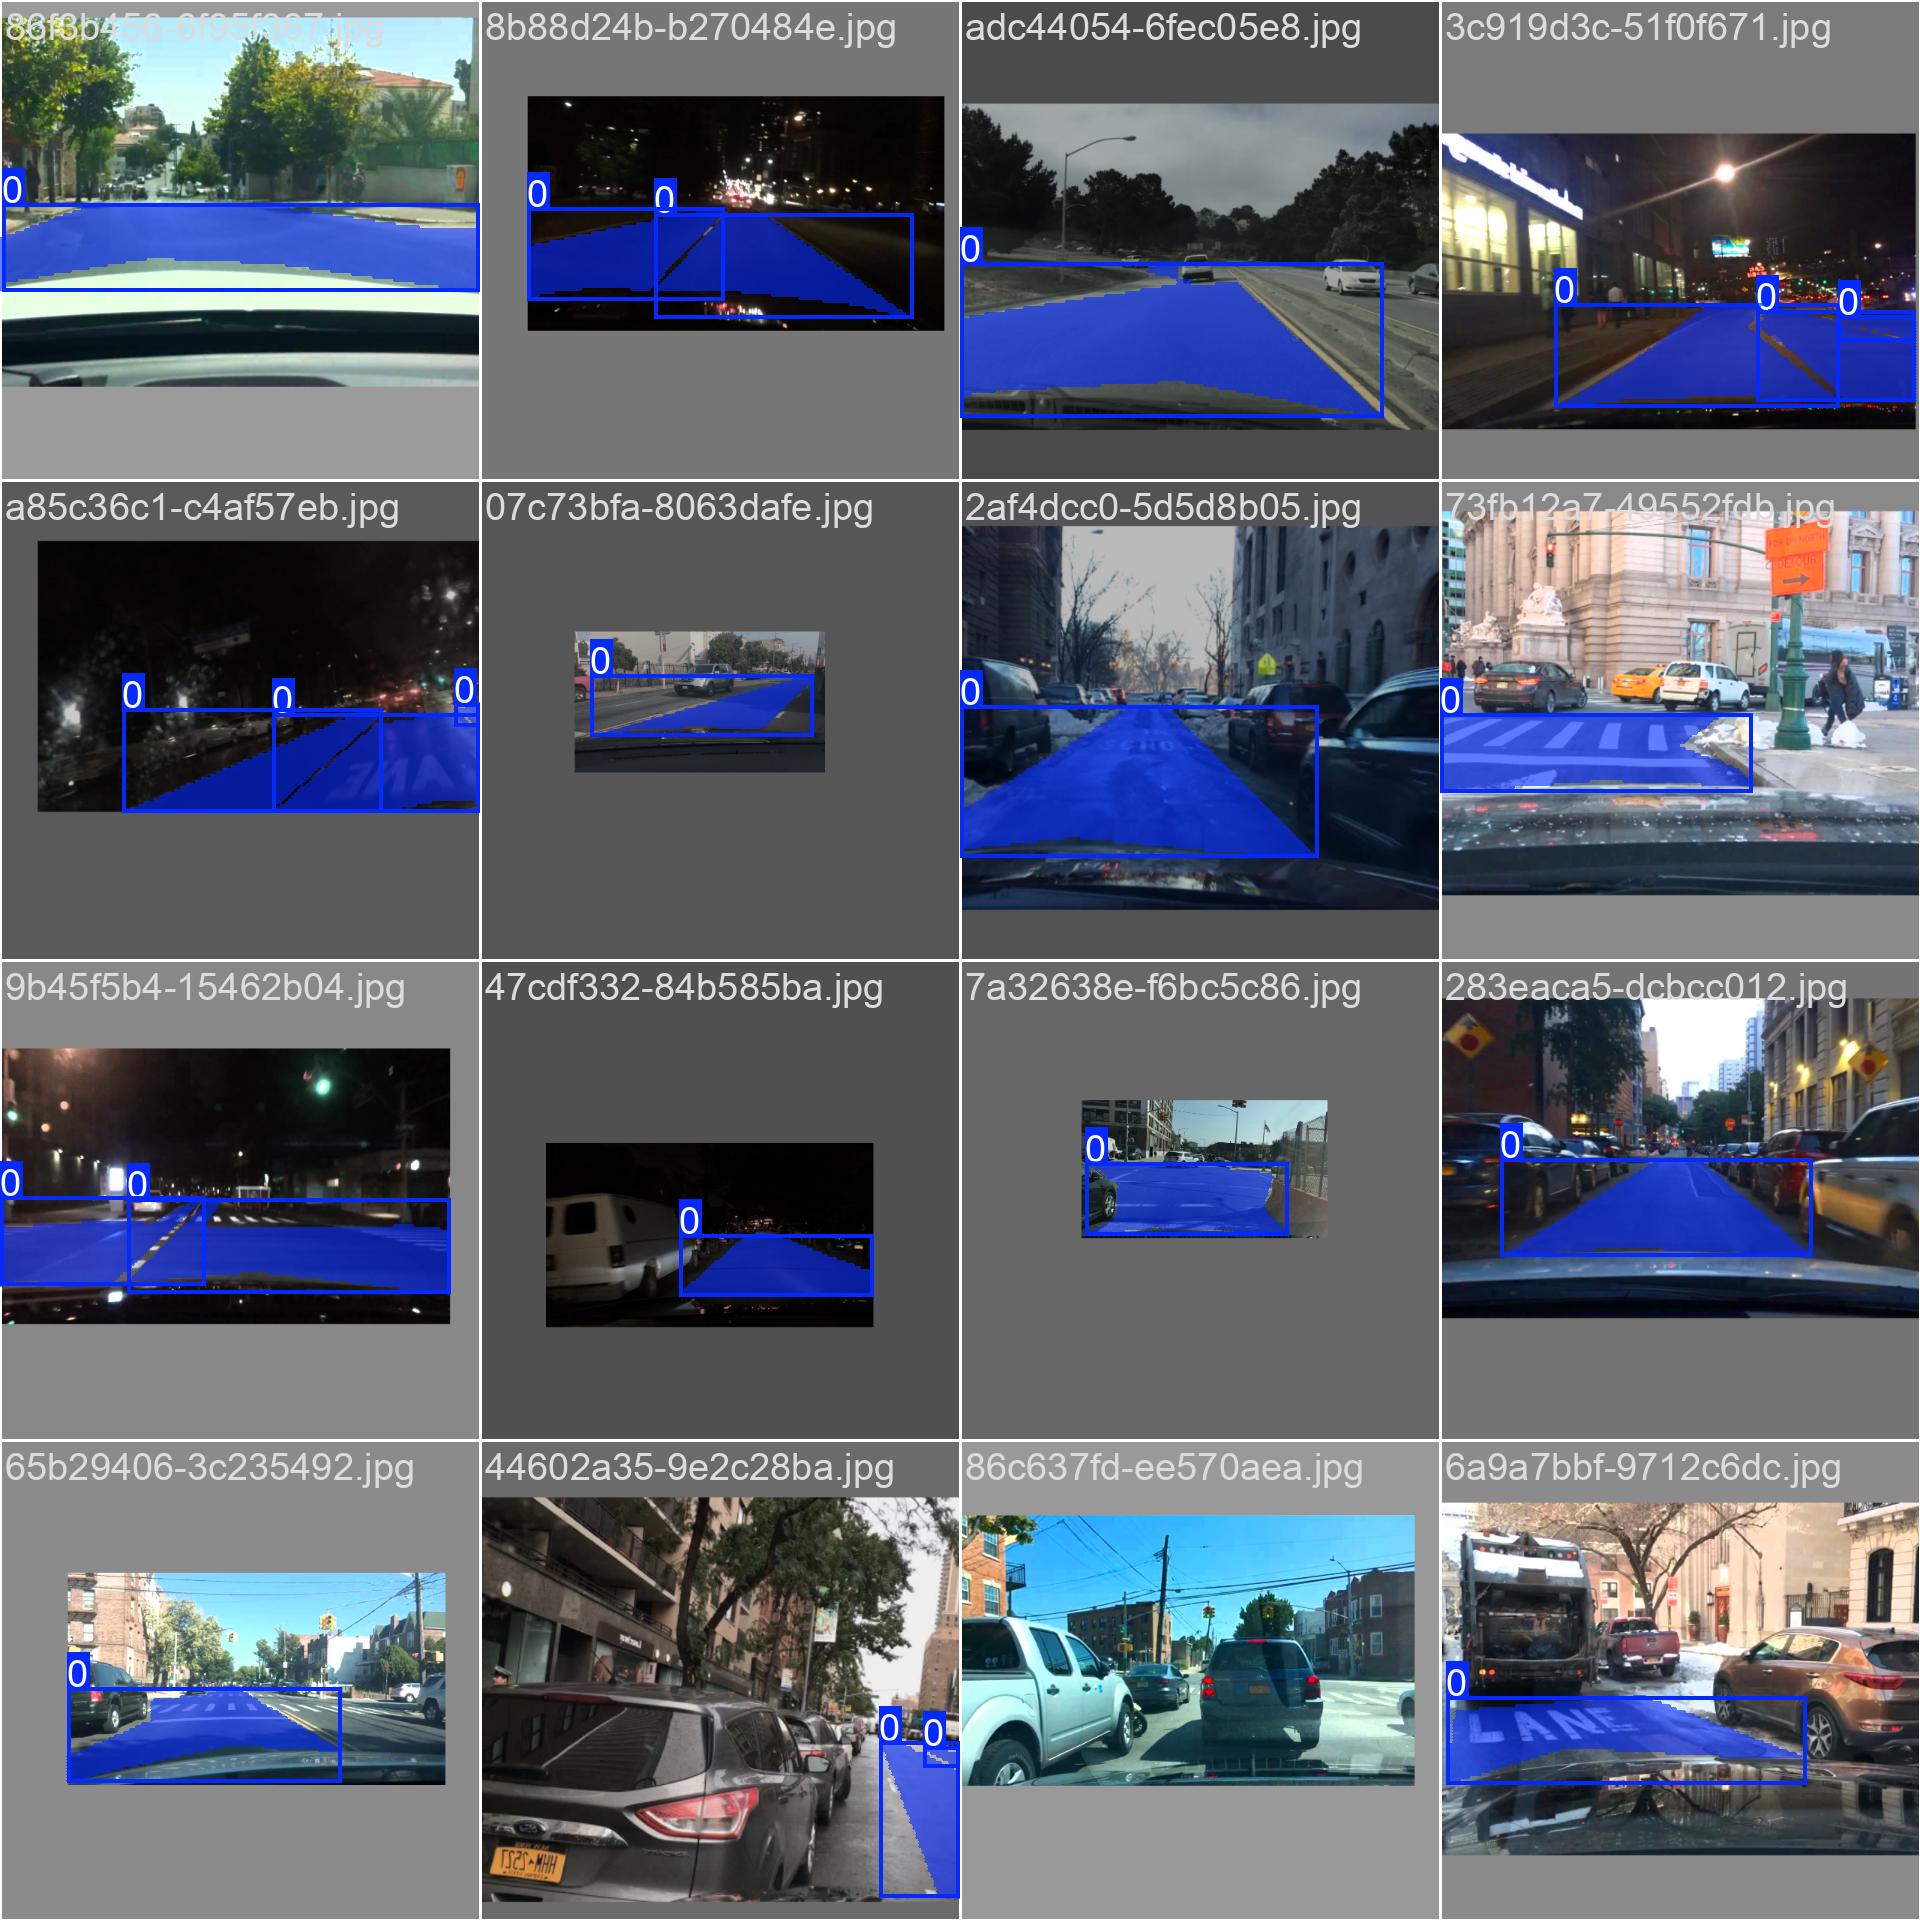 86f3b456-6f95f367.jpg
8b88d24b-b270484e.jpg
adc44054-6fec05e8.jpg
3c919d3c-51f0f671.jpg
0
0
0
0
0
0
0
a85c36c1-c4af57eb.jpg
07c73bfa-8063dafe.jpg
2af4dcc0-5d5d8b05.jpg
73fb12a7-49552fdb.jpg
DETOUR
0
0
0
0
0
0
LANE
9b45f5b4-15462b04.jpg
47cdf332-84b585ba.jpg
7a32638e-f6bc5c86.jpg
283eaca5-dcbcc012.jpg
0
0
0
0
0
65b29406-3c235492.jpg
44602a35-9e2c28ba.jpg
86c637fd-ee570aea.jpg
6a9a7bbf-9712c6dc.jpg
0
0
0
0
LANE
HHM-2527